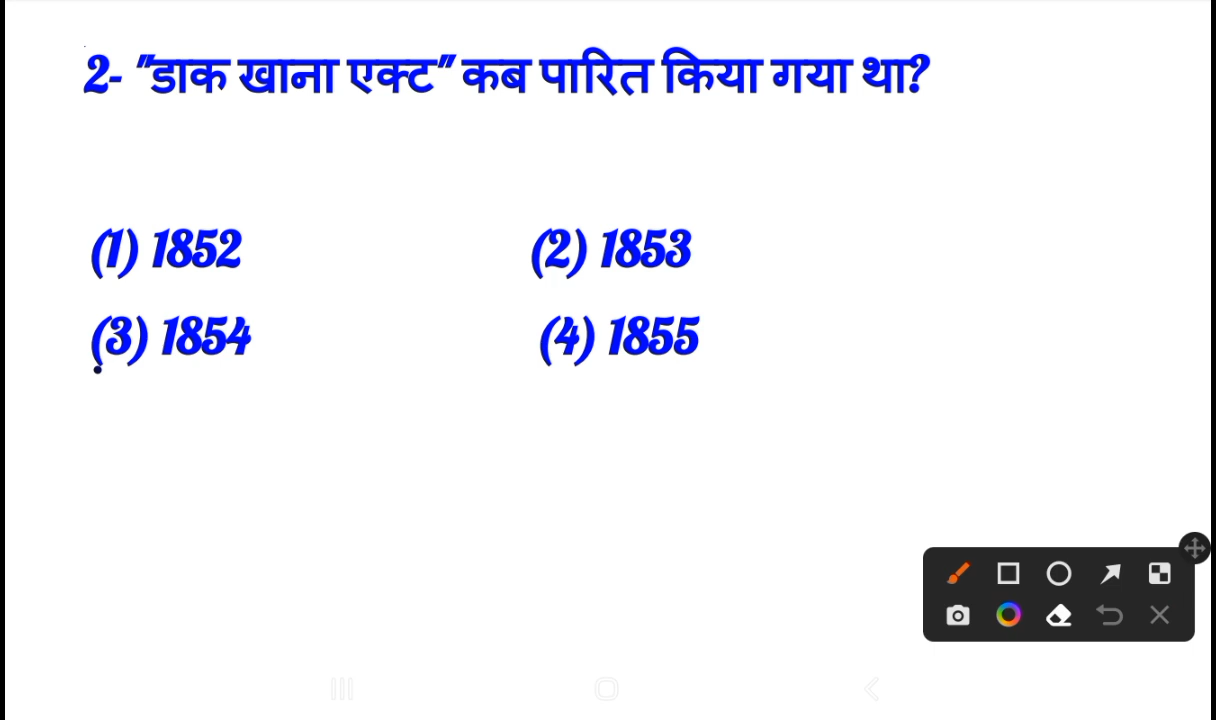 2- "डाक खाना एक्ट" कब पारित किया गया था?
(1) 1852 (2) 1853
(3) 1854 (4) 1855